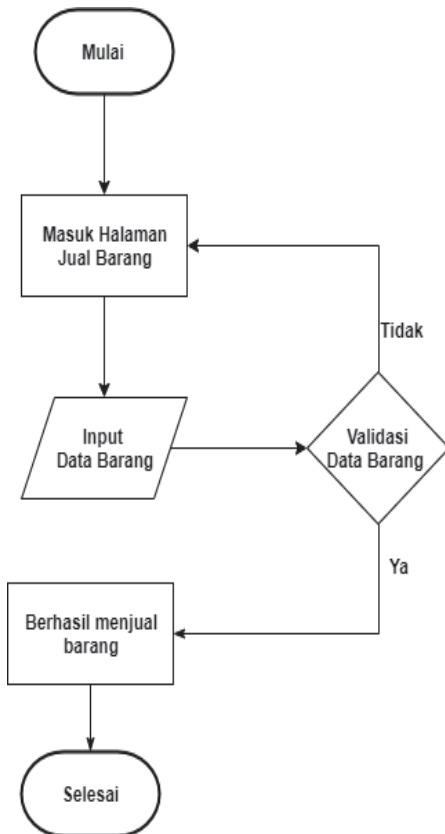 Mulai
Masuk Halaman
Jual Barang
Tidak
Input
Data Barang
Validasi
Data Barang
Ya
Berhasil menjual
barang
Selesai